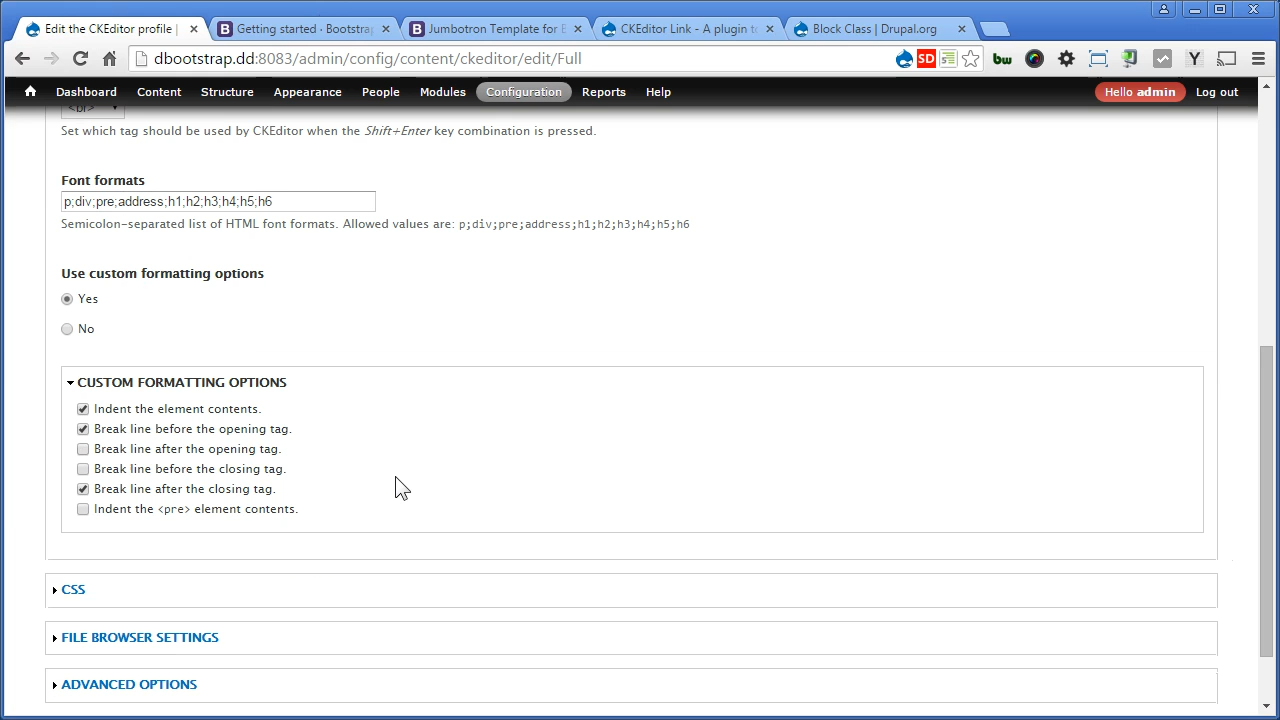 Edit the CKEditor profile |
Getting started · Bootstrap
Jumbotron Template for B
CKEditor Link - A plugin to
Block Class | Drupal.org
dbootstrap.dd:8083/admin/config/content/ckeditor/edit/Full
SD
bw
Y
Dashboard Content Structure Appearance People Modules Configuration Reports Help Hello admin Log out
<br>
Set which tag should be used by CKEditor when the Shift+Enter key combination is pressed.
Font formats
p;div;pre;address;h1;h2;h3;h4;h5;h6
Semicolon-separated list of HTML font formats. Allowed values are: p;div;pre;address;h1;h2;h3;h4;h5;h6
Use custom formatting options
Yes
No
CUSTOM FORMATTING OPTIONS
Indent the element contents.
Break line before the opening tag.
Break line after the opening tag.
Break line before the closing tag.
Break line after the closing tag.
Indent the <pre> element contents.
CSS
FILE BROWSER SETTINGS
ADVANCED OPTIONS